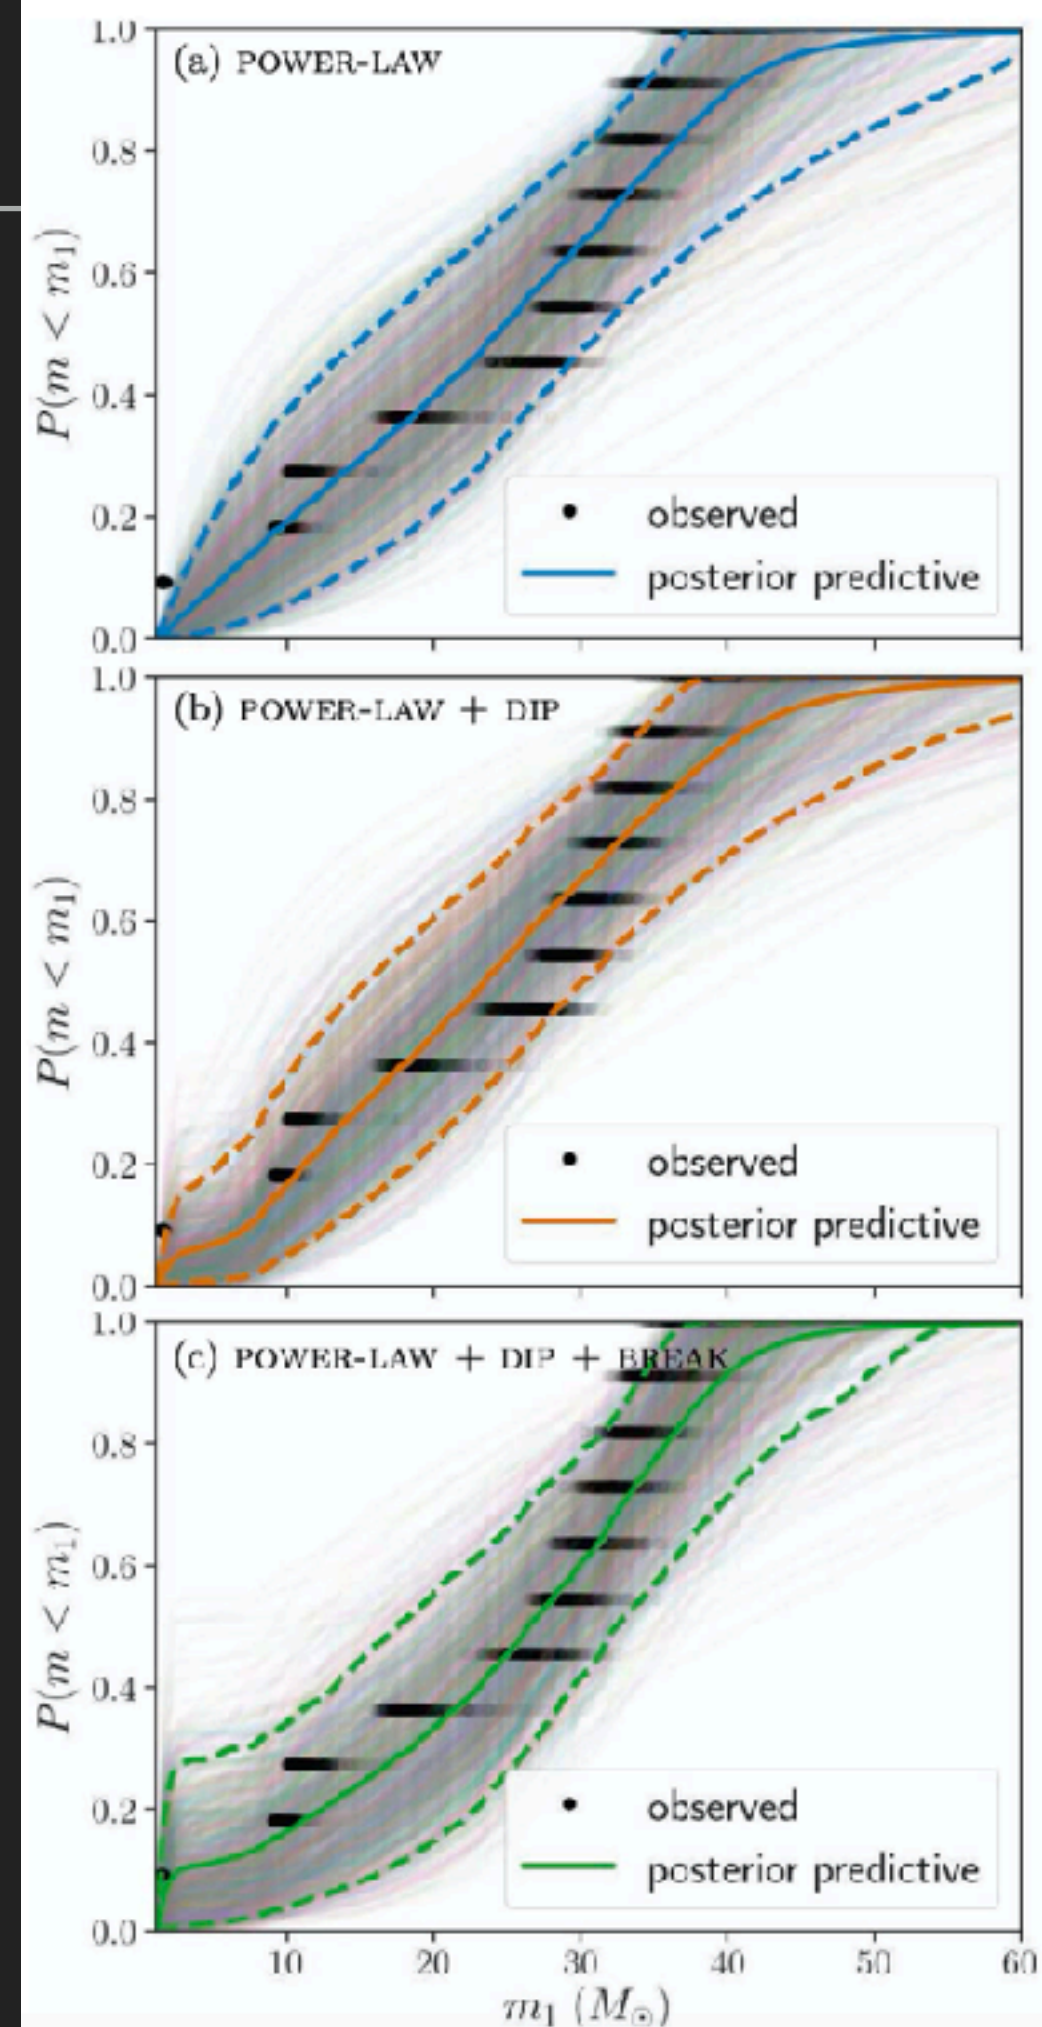 (a) POWER-LAW
1.0
0.8
0.6
0.4
0.2
0.0
P(m < m₁)
observed
posterior predictive
(b) POWER-LAW + DIP
1.0
0.8
0.6
0.4
0.2
0.0
P(m < m₁)
observed
posterior predictive
(c) POWER-LAW + DIP + BREAK
1.0
0.8
0.6
0.4
0.2
0.0
P(m < m₁)
observed
posterior predictive
10 20 30 40 50 60
m₁ (M☉)